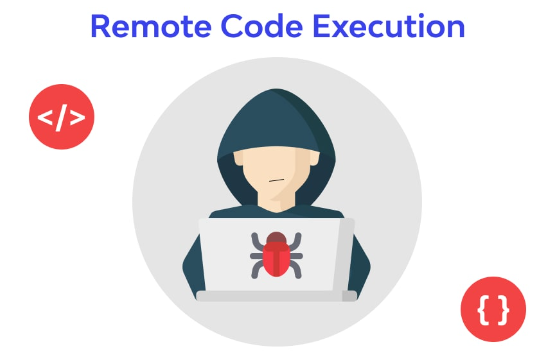 Remote Code Execution
</>
{ }